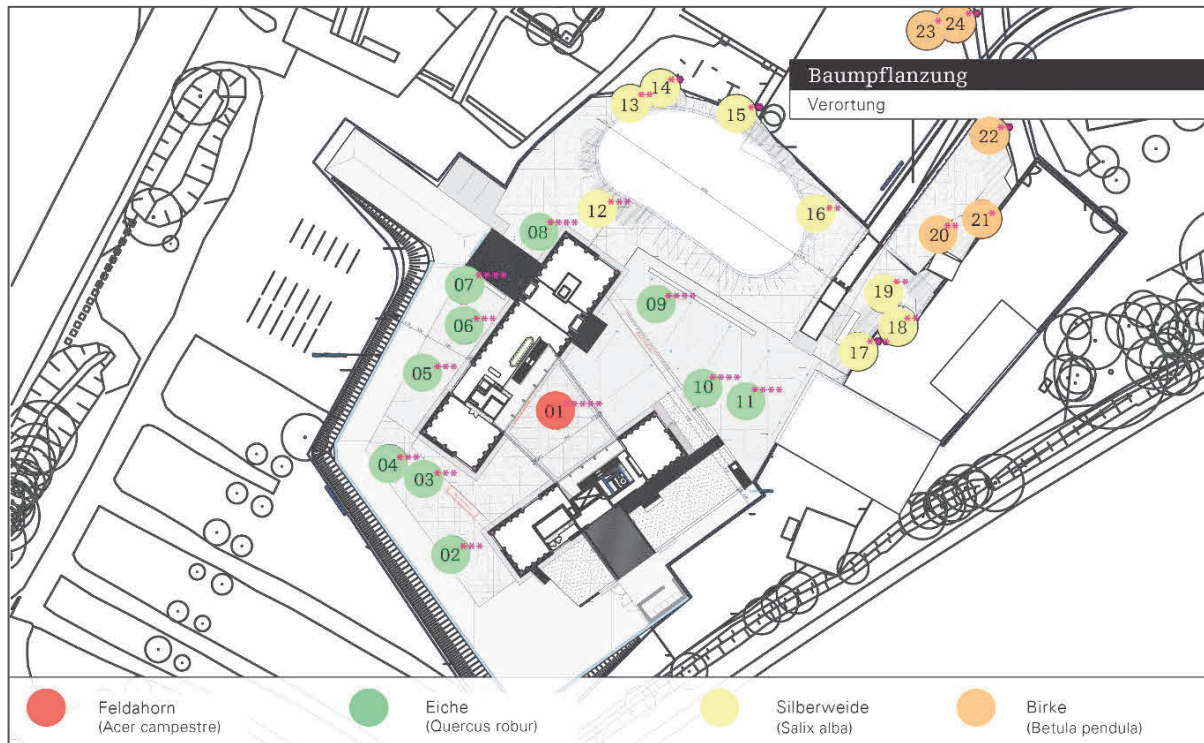 23*
24*
Baumpflanzung
Verortung
14*
13**
15*
22*
12***
16**
08****
20**
21*
07****
09****
19**
06***
18**
17***
05***
10****
11****
01*****
04***
03***
02***
Feldahorn
(Acer campestre)
Eiche
(Quercus robur)
Silberweide
(Salix alba)
Birke
(Betula pendula)